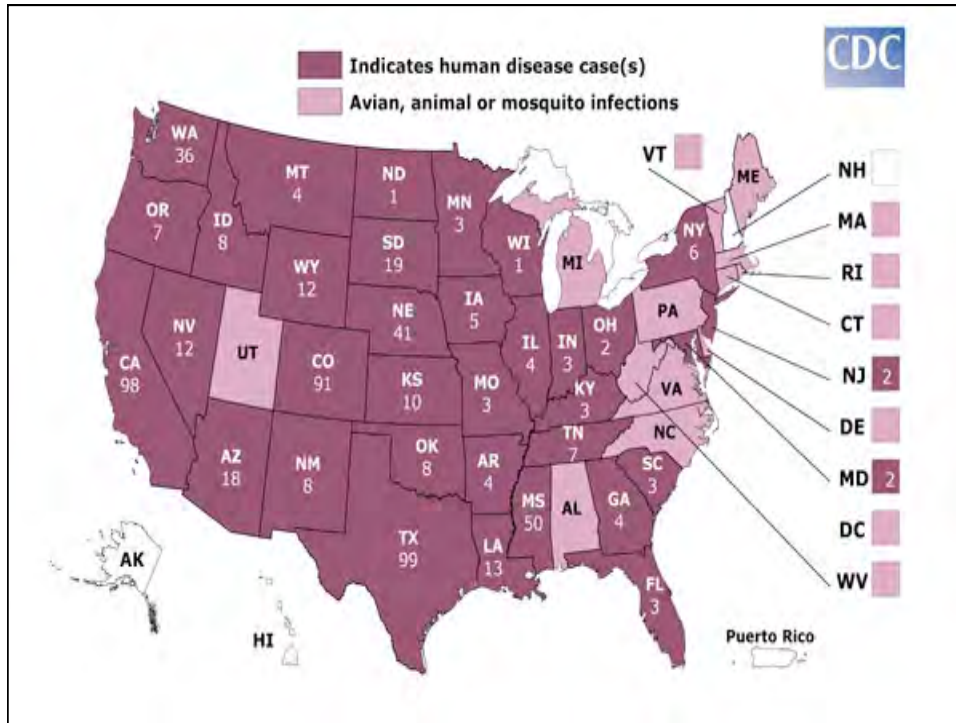 CDC
Indicates human disease case(s)
Avian, animal or mosquito infections
WA
36
MT
4
ND
1
MN
3
VT
ME
NH
OR
7
ID
8
SD
19
WI
1
MI
NY
6
MA
WY
12
RI
NE
41
IA
5
PA
CT
NV
12
UT
CO
91
IL
4
IN
3
OH
2
NJ 2
CA
98
KS
10
MO
3
KY
3
VA
DE
TN
7
NC
MD 2
AZ
18
NM
8
OK
8
AR
4
SC
3
MS
50
AL
GA
4
DC
TX
99
LA
13
WV
AK
FL
3
HI
Puerto Rico